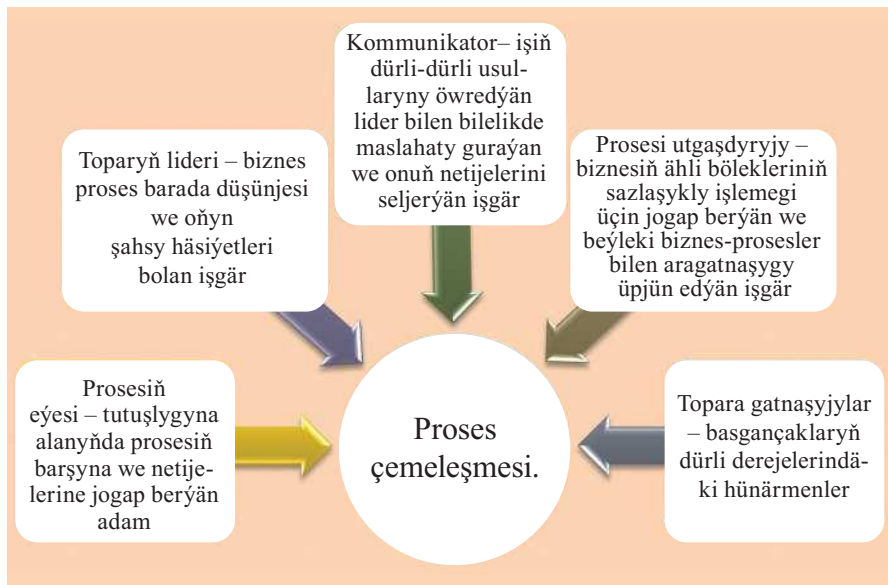 Kommunikator– işiň
dürli-dürli usul-
laryny öwredýän
lider bilen bilelikde
maslahaty guraýan
we onuň netijelerini
seljerýän işgär
Toparyň lideri – biznes
proses barada düşünjesi
we oňyn
şahsy häsiýetleri
bolan işgär
Prosesi utgaşdyryjy –
biznesiň ähli bölekleriniň
sazlaşykly işlemegi
üçin jogap berýän we
beýleki biznes-prosesler
bilen aragatnaşygy
üpjün edýän işgär
Prosesiň
eýesi – tutuşlygyna
alanyňda prosesiň
barşyna we netije-
lerine jogap berýän
adam
Proses
çemeleşmesi.
Topara gatnaşyjylar
– basgançaklaryň
dürli derejelerindä-
ki hünärmenler